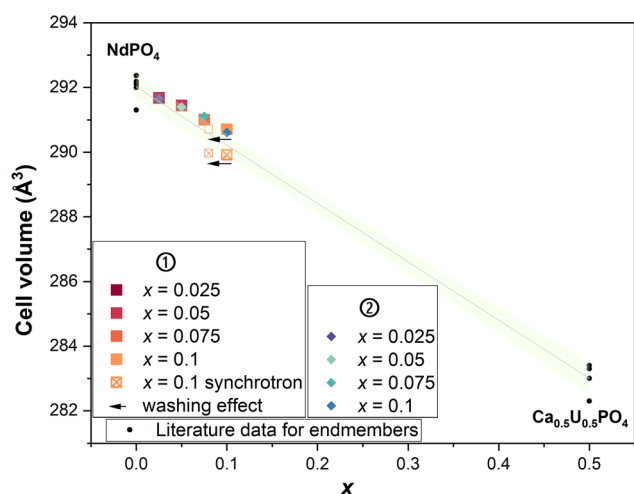 294
292
290
288
286
284
282
Cell volume (Å³)
NdPO₄
①
x = 0.025
x = 0.05
x = 0.075
x = 0.1
x = 0.1 synchrotron
washing effect
②
x = 0.025
x = 0.05
x = 0.075
x = 0.1
Literature data for endmembers
Ca₀.₅U₀.₅PO₄
0.0 0.1 0.2 0.3 0.4 0.5
x